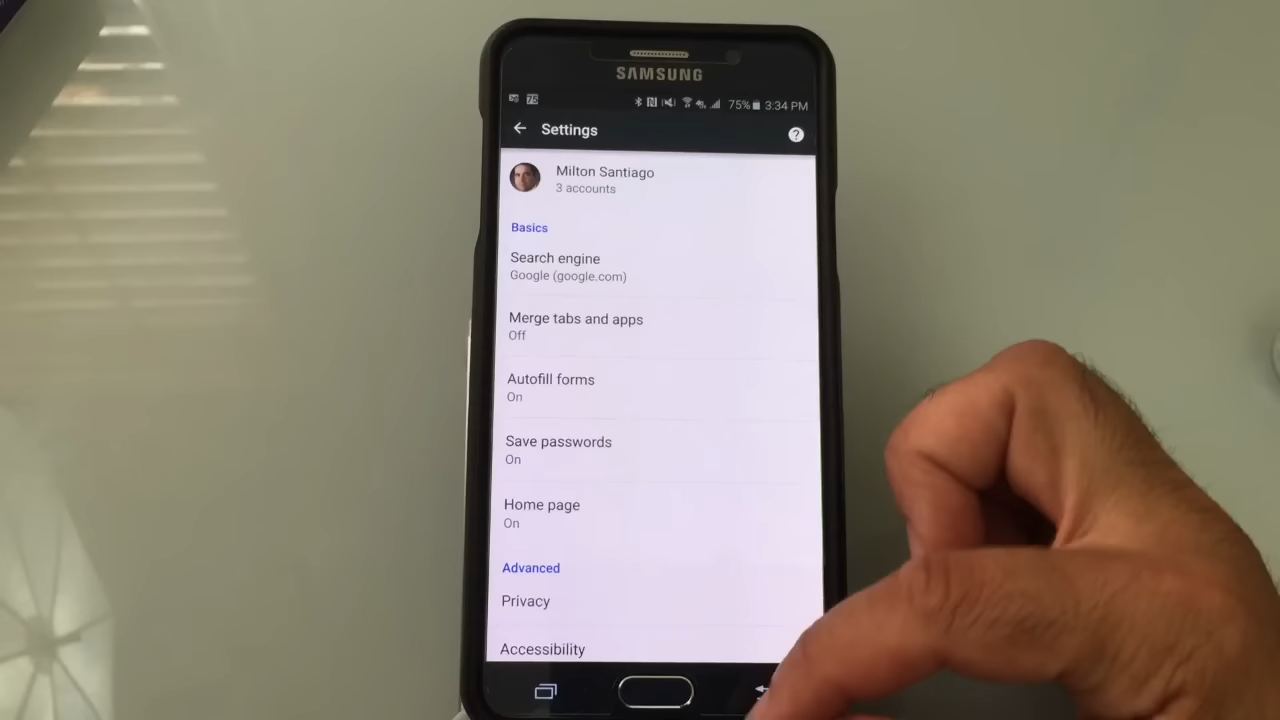 SAMSUNG
75 75% 3:34 PM
Settings ?
Milton Santiago
3 accounts
Basics
Search engine
Google (google.com)
Merge tabs and apps
Off
Autofill forms
On
Save passwords
On
Home page
On
Advanced
Privacy
Accessibility